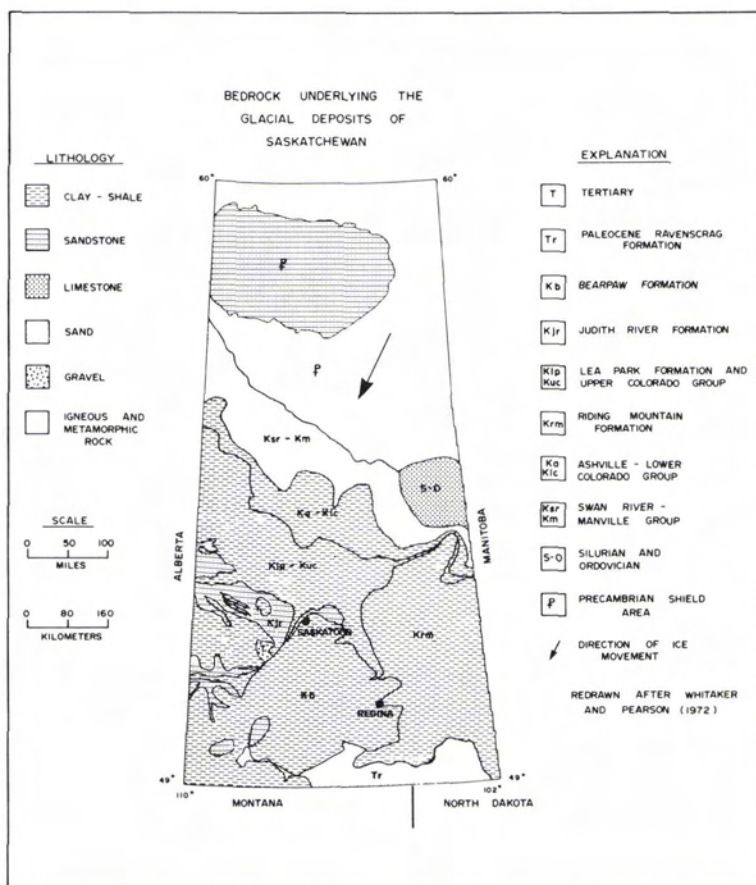 BEDROCK UNDERLYING THE
GLACIAL DEPOSITS OF
SASKATCHEWAN
LITHOLOGY
CLAY - SHALE
SANDSTONE
LIMESTONE
SAND
GRAVEL
IGNEOUS AND
METAMORPHIC
ROCK
SCALE
0 50 100
MILES
0 80 160
KILOMETERS
60°
60°
P
P
Ksr - Km
S-O
Ka - Klc
Klp - Kuc
Kjr
SASKATOON
Krm
Kb
REGINA
Tr
ALBERTA
MANITOBA
49°
49°
110°
102°
MONTANA
NORTH DAKOTA
EXPLANATION
T TERTIARY
Tr PALEOCENE RAVENSCRAG
FORMATION
Kb BEARPAW FORMATION
Kjr JUDITH RIVER FORMATION
Klp LEA PARK FORMATION AND
Kuc UPPER COLORADO GROUP
Krm RIDING MOUNTAIN
FORMATION
Ka ASHVILLE - LOWER
Klc COLORADO GROUP
Ksr SWAN RIVER -
Km MANVILLE GROUP
S-O SILURIAN AND
ORDOVICIAN
P PRECAMBRIAN SHIELD
AREA
DIRECTION OF ICE
MOVEMENT
REDRAWN AFTER WHITAKER
AND PEARSON (1972)